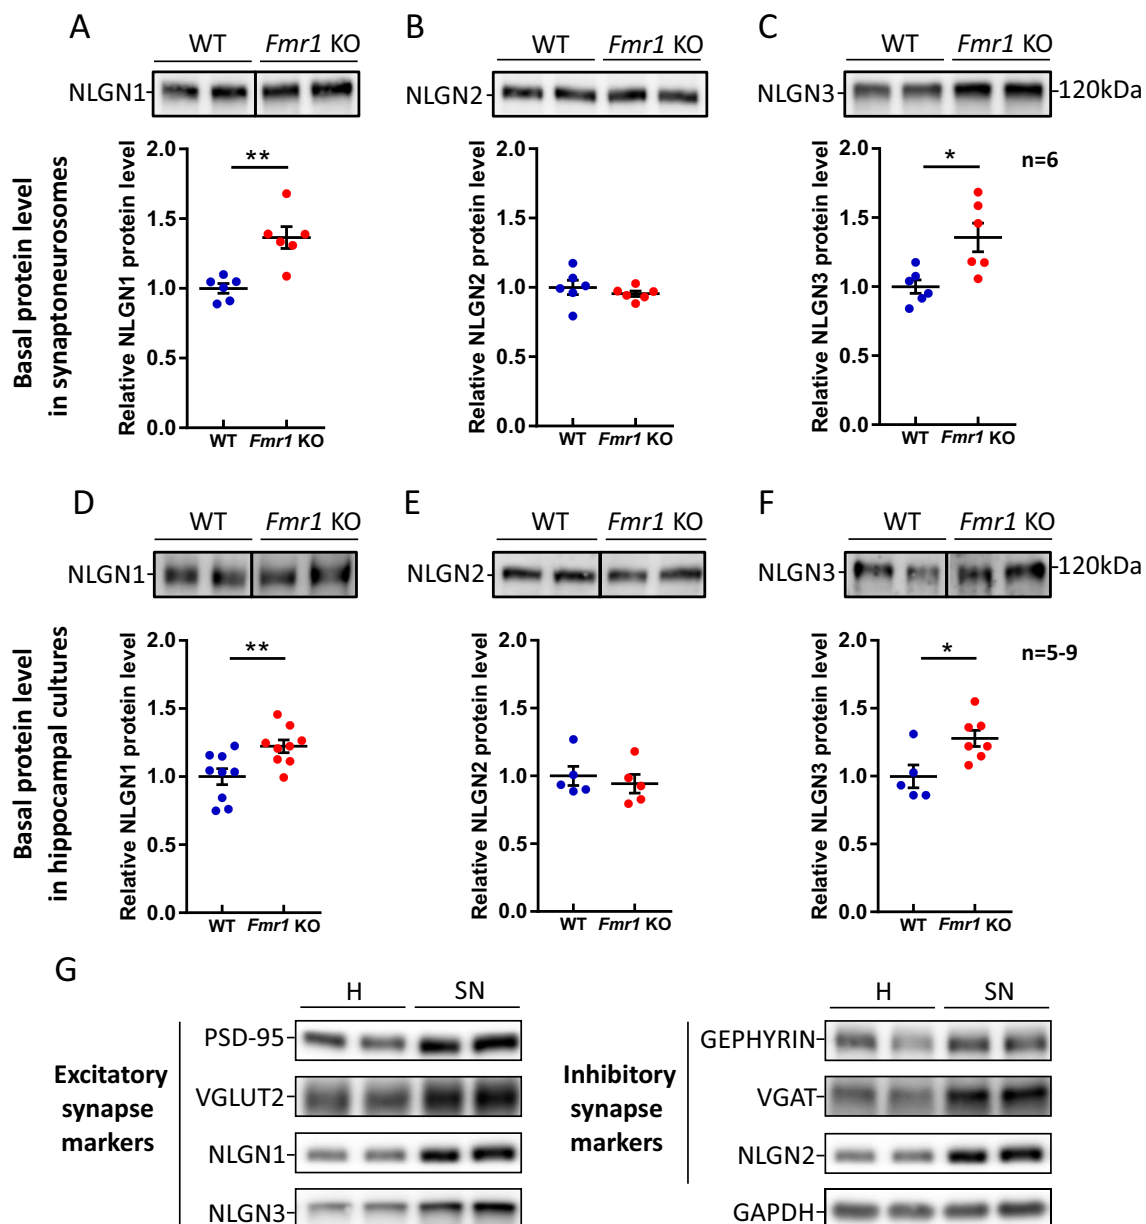 A
WT Fmr1 KO
NLGN1
Relative NLGN1 protein level
2.0
1.5
1.0
0.5
0.0
**
WT Fmr1 KO
B
WT Fmr1 KO
NLGN2
Relative NLGN2 protein level
2.0
1.5
1.0
0.5
0.0
WT Fmr1 KO
C
WT Fmr1 KO
NLGN3
120kDa
Relative NLGN3 protein level
2.0
1.5
1.0
0.5
0.0
*
n=6
WT Fmr1 KO
Basal protein level
in synaptoneurosomes
D
WT Fmr1 KO
NLGN1
Relative NLGN1 protein level
2.0
1.5
1.0
0.5
0.0
**
WT Fmr1 KO
E
WT Fmr1 KO
NLGN2
Relative NLGN2 protein level
2.0
1.5
1.0
0.5
0.0
WT Fmr1 KO
F
WT Fmr1 KO
NLGN3
120kDa
Relative NLGN3 protein level
2.0
1.5
1.0
0.5
0.0
*
n=5-9
WT Fmr1 KO
Basal protein level
in hippocampal cultures
G
H SN
Excitatory
synapse
markers
PSD-95
VGLUT2
NLGN1
NLGN3
H SN
Inhibitory
synapse
markers
GEPHYRIN
VGAT
NLGN2
GAPDH